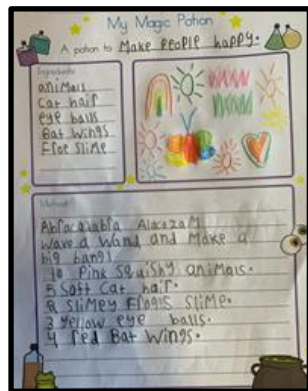 My Magic Potion
A potion to Make PeoPle haPPy.
Ingredients
animals
Cat hair
eye balls
Bat Wings
Froe Slime
Method
Abracadabra Alacazam
Wave a Wand and Make a
big bang!
10 Pink Squishy animals.
5 Soft Cat hair.
8 Slimey Frogs Slime.
3 yellow eye balls.
4 red Bat Wings.